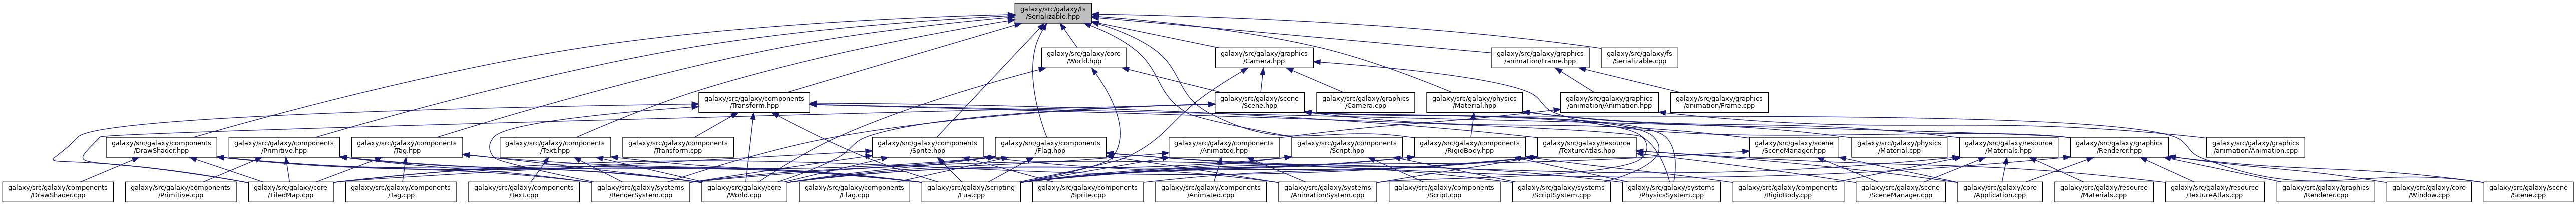 galaxy/src/galaxy/fs
/Serializable.hpp
galaxy/src/galaxy/core
/World.hpp
galaxy/src/galaxy/graphics
/Camera.hpp
galaxy/src/galaxy/graphics
/animation/Frame.hpp
galaxy/src/galaxy/fs
/Serializable.cpp
galaxy/src/galaxy/components
/Transform.hpp
galaxy/src/galaxy/scene
/Scene.hpp
galaxy/src/galaxy/graphics
/Camera.cpp
galaxy/src/galaxy/physics
/Material.hpp
galaxy/src/galaxy/graphics
/animation/Animation.hpp
galaxy/src/galaxy/graphics
/animation/Frame.cpp
galaxy/src/galaxy/components
/DrawShader.hpp
galaxy/src/galaxy/components
/Primitive.hpp
galaxy/src/galaxy/components
/Tag.hpp
galaxy/src/galaxy/components
/Text.hpp
galaxy/src/galaxy/components
/Transform.cpp
galaxy/src/galaxy/components
/Sprite.hpp
galaxy/src/galaxy/components
/Flag.hpp
galaxy/src/galaxy/components
/Animated.hpp
galaxy/src/galaxy/components
/Script.hpp
galaxy/src/galaxy/components
/RigidBody.hpp
galaxy/src/galaxy/resource
/TextureAtlas.hpp
galaxy/src/galaxy/scene
/SceneManager.hpp
galaxy/src/galaxy/physics
/Material.cpp
galaxy/src/galaxy/resource
/Materials.hpp
galaxy/src/galaxy/graphics
/Renderer.hpp
galaxy/src/galaxy/graphics
/animation/Animation.cpp
galaxy/src/galaxy/components
/DrawShader.cpp
galaxy/src/galaxy/components
/Primitive.cpp
galaxy/src/galaxy/core
/TiledMap.cpp
galaxy/src/galaxy/components
/Tag.cpp
galaxy/src/galaxy/components
/Text.cpp
galaxy/src/galaxy/systems
/RenderSystem.cpp
galaxy/src/galaxy/core
/World.cpp
galaxy/src/galaxy/components
/Flag.cpp
galaxy/src/galaxy/scripting
/Lua.cpp
galaxy/src/galaxy/components
/Sprite.cpp
galaxy/src/galaxy/components
/Animated.cpp
galaxy/src/galaxy/systems
/AnimationSystem.cpp
galaxy/src/galaxy/components
/Script.cpp
galaxy/src/galaxy/systems
/ScriptSystem.cpp
galaxy/src/galaxy/systems
/PhysicsSystem.cpp
galaxy/src/galaxy/components
/RigidBody.cpp
galaxy/src/galaxy/scene
/SceneManager.cpp
galaxy/src/galaxy/core
/Application.cpp
galaxy/src/galaxy/resource
/Materials.cpp
galaxy/src/galaxy/resource
/TextureAtlas.cpp
galaxy/src/galaxy/graphics
/Renderer.cpp
galaxy/src/galaxy/core
/Window.cpp
galaxy/src/galaxy/scene
/Scene.cpp